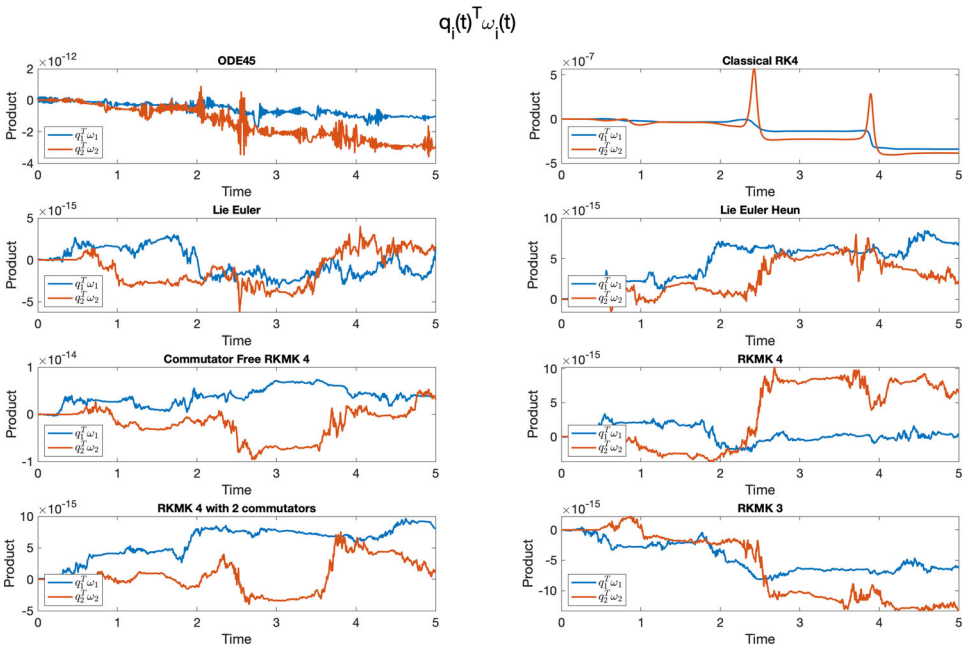 q_i(t)^T ω_i(t)
×10^-12 ODE45
2
0
-2
-4
Product
q_1^T ω_1
q_2^T ω_2
0 1 2 3 4 5
Time
×10^-7 Classical RK4
5
0
-5
Product
q_1^T ω_1
q_2^T ω_2
0 1 2 3 4 5
Time
×10^-15 Lie Euler
5
0
-5
Product
q_1^T ω_1
q_2^T ω_2
0 1 2 3 4 5
Time
×10^-15 Lie Euler Heun
10
5
0
Product
q_1^T ω_1
q_2^T ω_2
0 1 2 3 4 5
Time
×10^-14 Commutator Free RKMK 4
1
0
-1
Product
q_1^T ω_1
q_2^T ω_2
0 1 2 3 4 5
Time
×10^-15 RKMK 4
10
5
0
Product
q_1^T ω_1
q_2^T ω_2
0 1 2 3 4 5
Time
×10^-15 RKMK 4 with 2 commutators
10
5
0
-5
Product
q_1^T ω_1
q_2^T ω_2
0 1 2 3 4 5
Time
×10^-15 RKMK 3
0
-5
-10
Product
q_1^T ω_1
q_2^T ω_2
0 1 2 3 4 5
Time